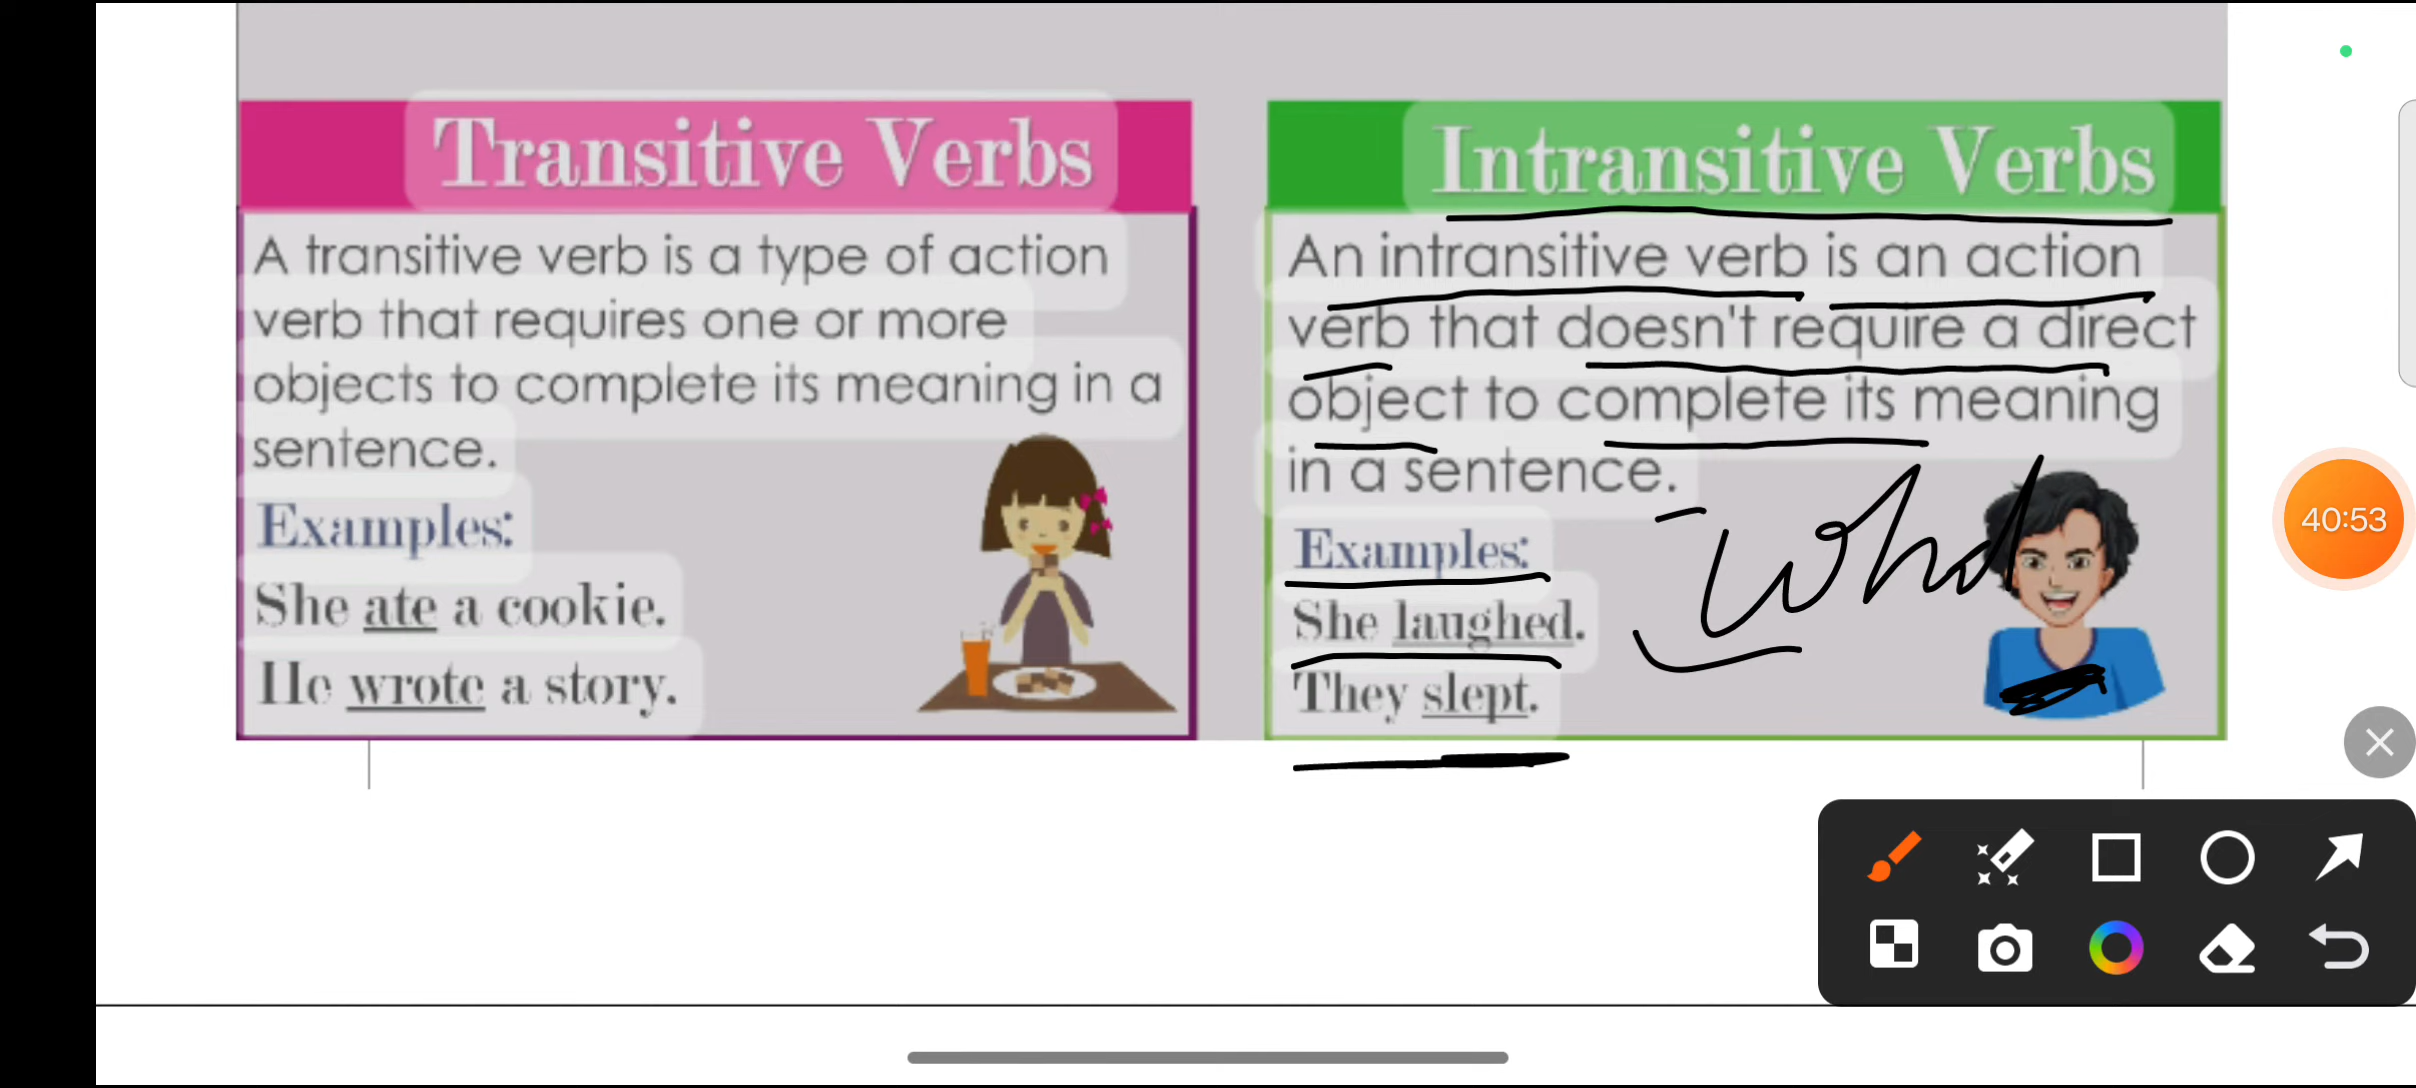 Transitive Verbs
A transitive verb is a type of action
verb that requires one or more
objects to complete its meaning in a
sentence.
Examples:
She ate a cookie.
He wrote a story.
Intransitive Verbs
An intransitive verb is an action
verb that doesn't require a direct
object to complete its meaning
in a sentence.
Examples:
She laughed.
They slept.
40:53